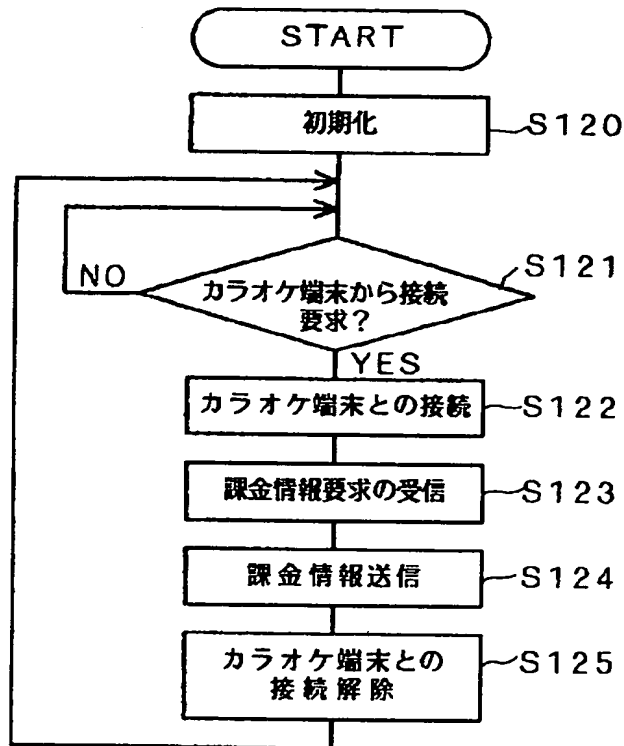 START
初期化
S120
NO
カラオケ端末から接続
要求？
S121
YES
カラオケ端末との接続
S122
課金情報要求の受信
S123
課金情報送信
S124
カラオケ端末との
接続解除
S125